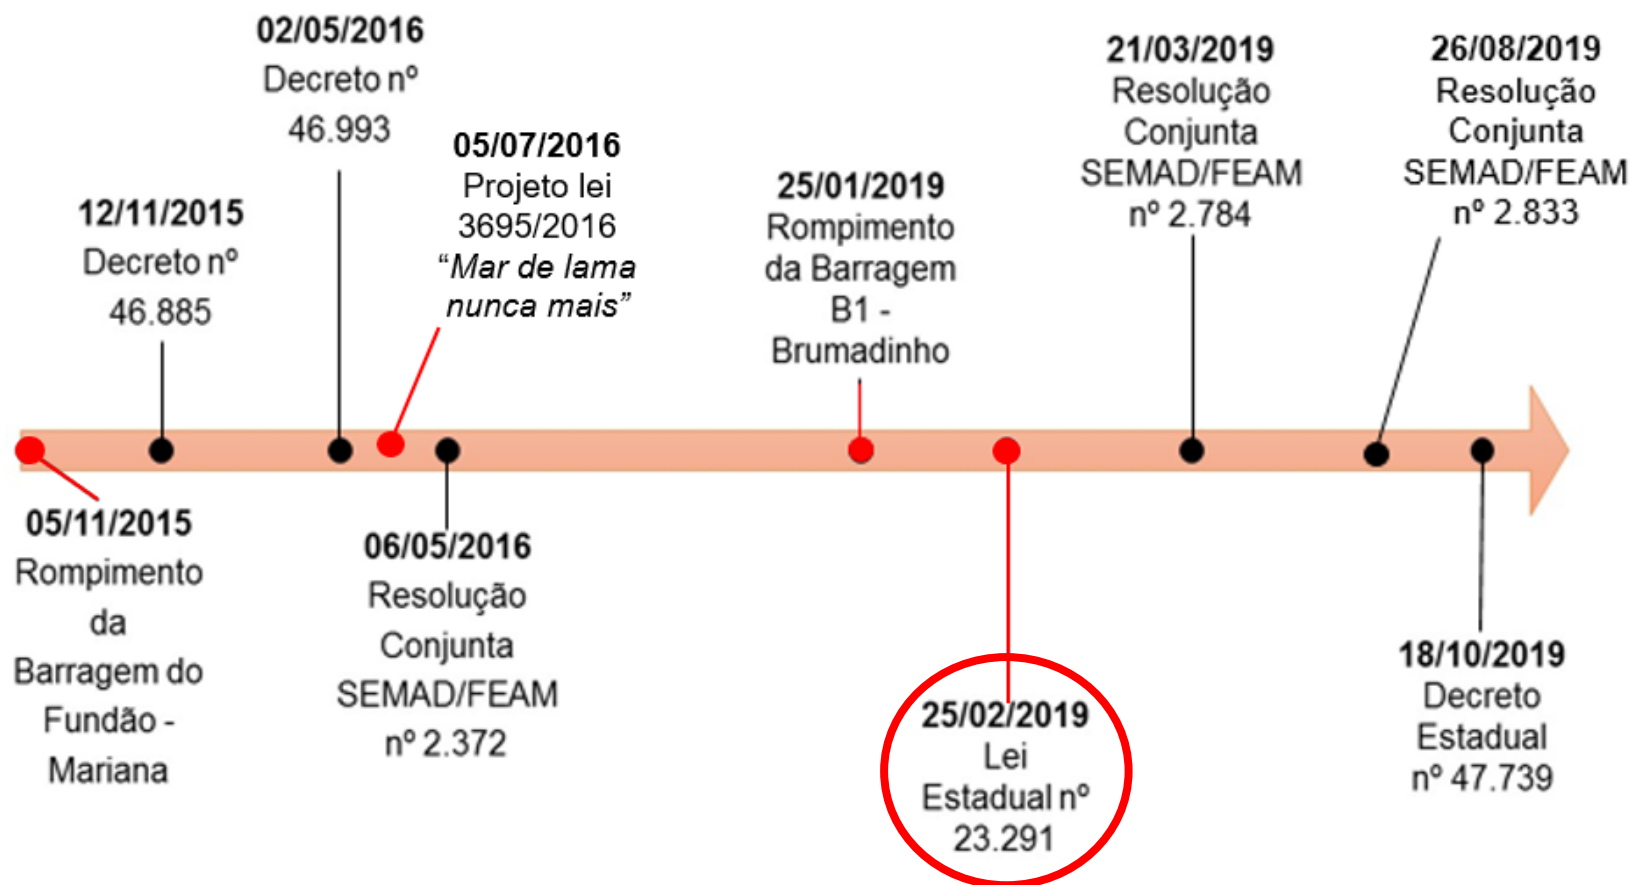 05/11/2015
Rompimento
da
Barragem do
Fundão -
Mariana
12/11/2015
Decreto nº
46.885
02/05/2016
Decreto nº
46.993
05/07/2016
Projeto lei
3695/2016
“Mar de lama
nunca mais”
06/05/2016
Resolução
Conjunta
SEMAD/FEAM
nº 2.372
25/01/2019
Rompimento
da Barragem
B1 -
Brumadinho
25/02/2019
Lei
Estadual nº
23.291
21/03/2019
Resolução
Conjunta
SEMAD/FEAM
nº 2.784
26/08/2019
Resolução
Conjunta
SEMAD/FEAM
nº 2.833
18/10/2019
Decreto
Estadual
nº 47.739